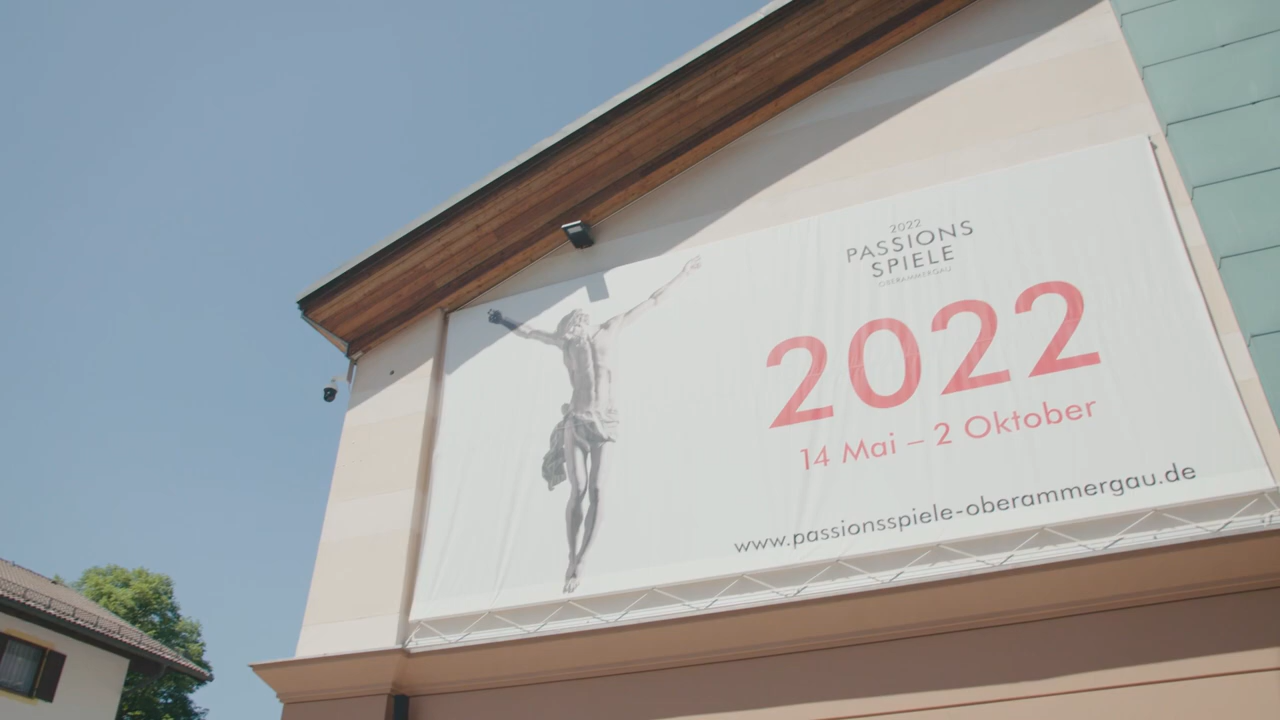 2022
PASSIONS
SPIELE
OBERAMMERGAU
2022
14 Mai – 2 Oktober
www.passionsspiele-oberammergau.de